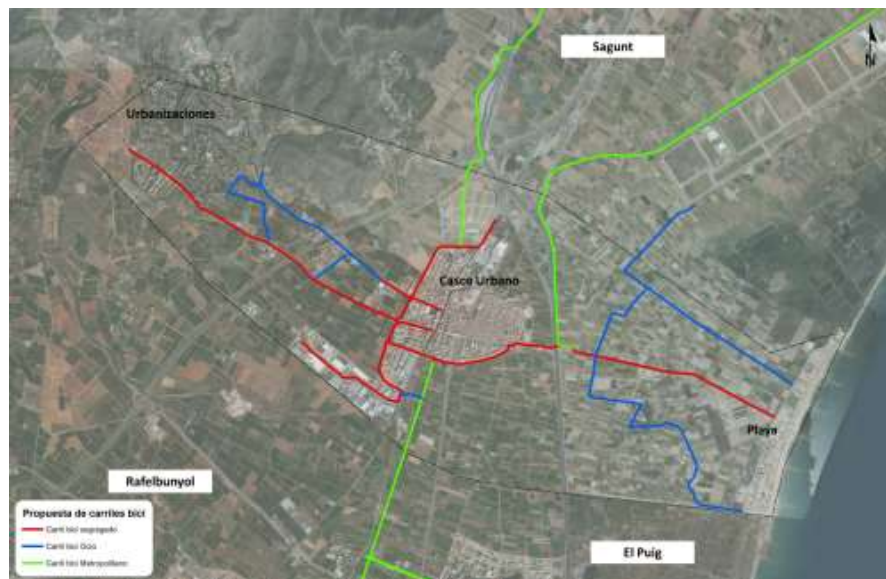 Sagunt
N
Urbanizaciones
Casco Urbano
Playa
Rafelbunyol
El Puig
Propuesta de carriles bici
Carril bici segregado
Carril bici Ocio
Carril bici Metropolitano